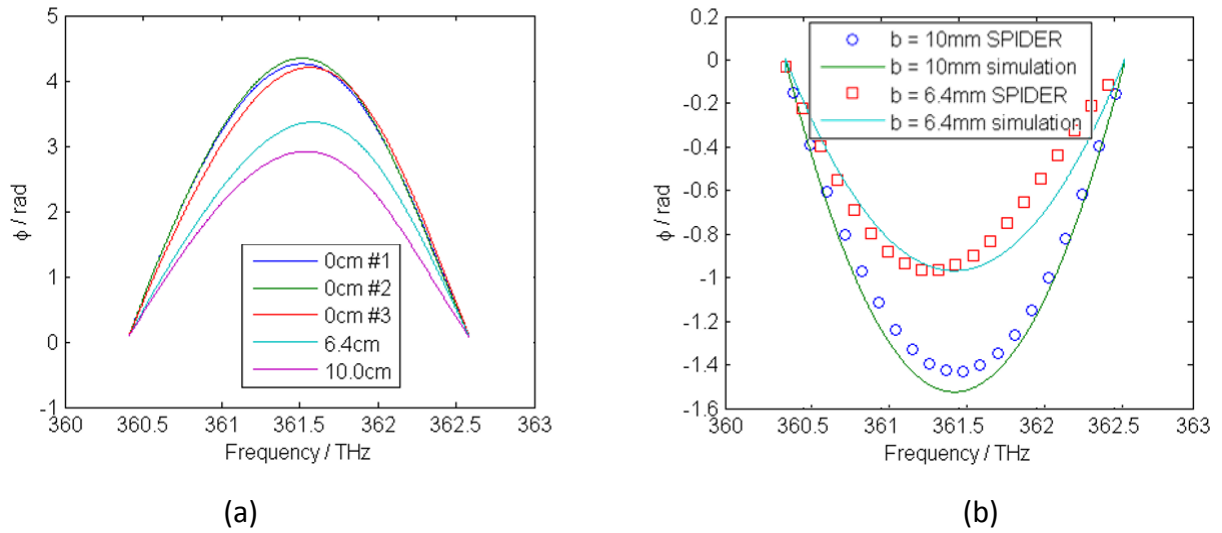 5
4
3
2
1
0
-1
ϕ / rad
0cm #1
0cm #2
0cm #3
6.4cm
10.0cm
360 360.5 361 361.5 362 362.5 363
Frequency / THz
(a)
0
-0.2
-0.4
-0.6
-0.8
-1
-1.2
-1.4
-1.6
ϕ / rad
b = 10mm SPIDER
b = 10mm simulation
b = 6.4mm SPIDER
b = 6.4mm simulation
360 360.5 361 361.5 362 362.5 363
Frequency / THz
(b)